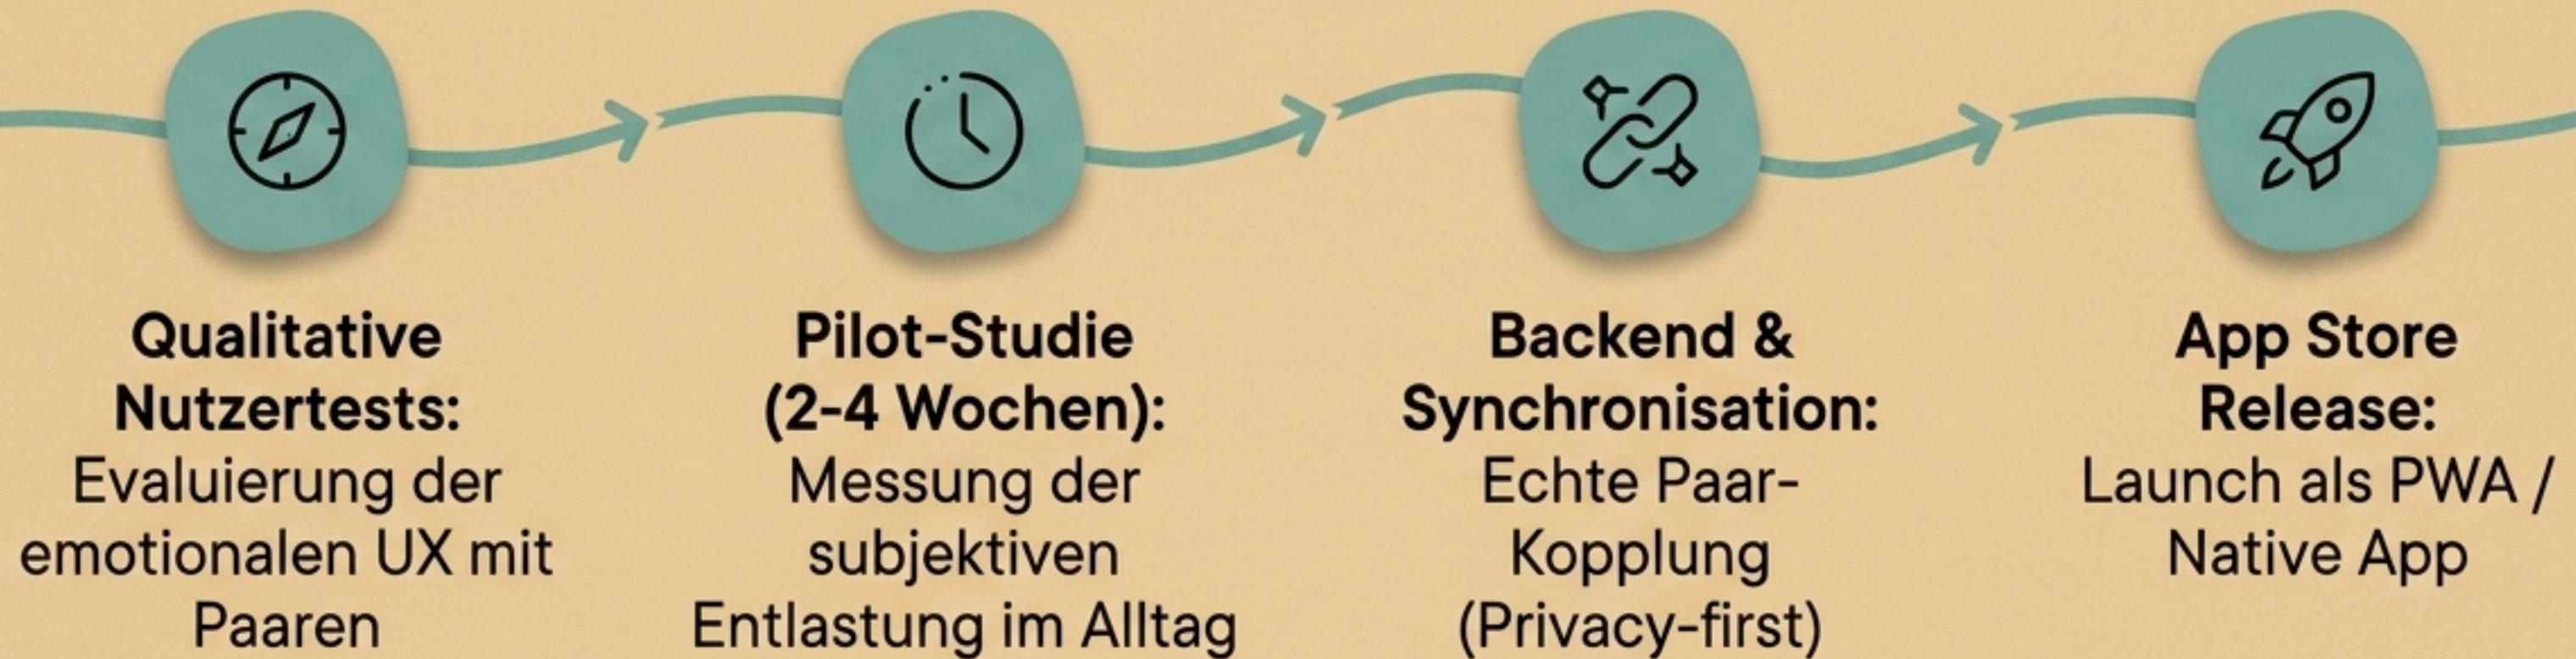 Qualitative
Nutzertests:
Evaluierung der
emotionalen UX mit
Paaren
Pilot-Studie
(2-4 Wochen):
Messung der
subjektiven
Entlastung im Alltag
Backend &
Synchronisation:
Echte Paar-
Kopplung
(Privacy-first)
App Store
Release:
Launch als PWA /
Native App